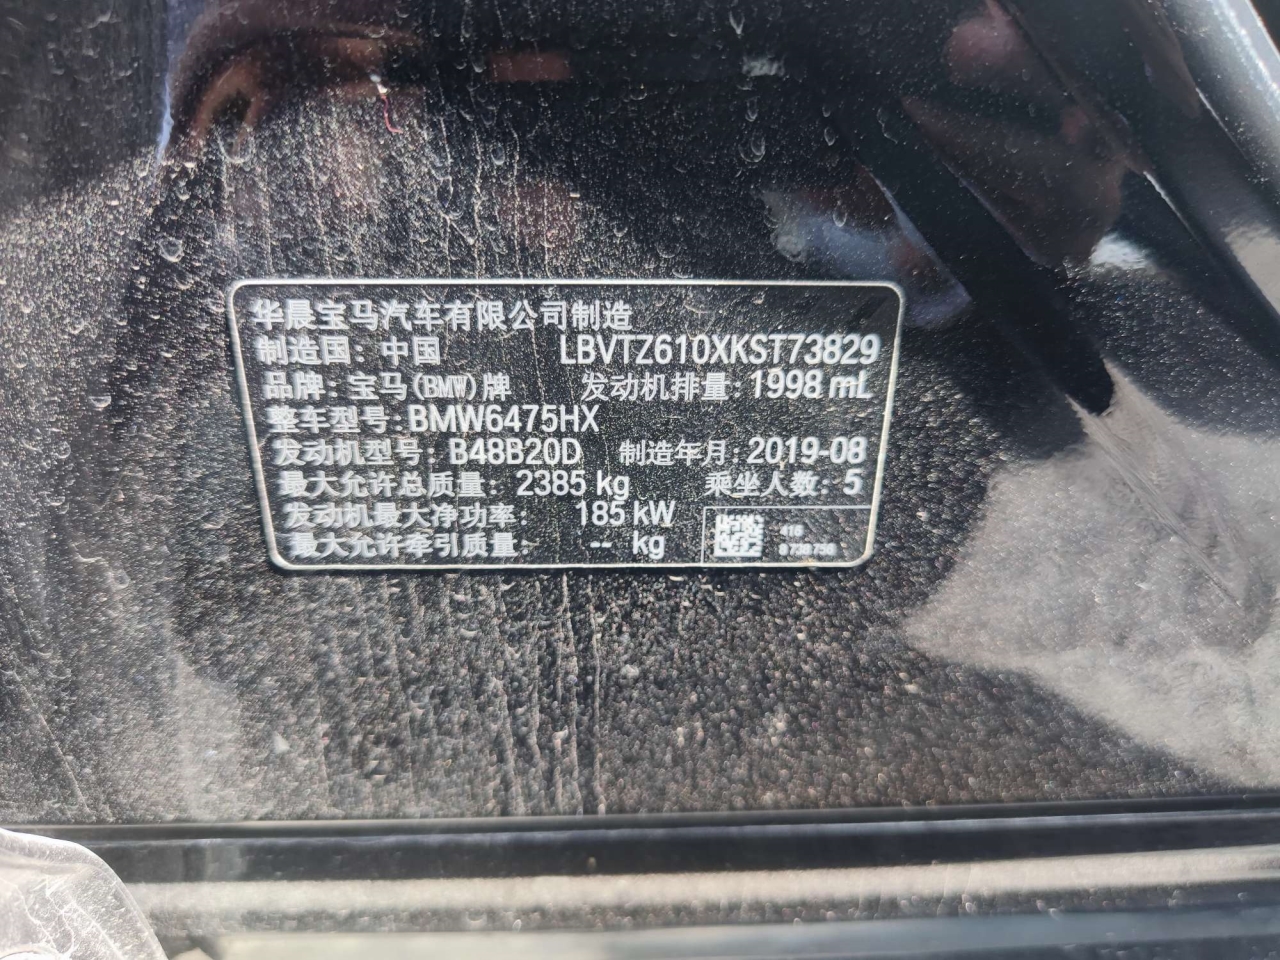 华晨宝马汽车有限公司制造
制造国：中国 LBVTZ610XKST73829
品牌：宝马(BMW)牌 发动机排量：1998 mL
整车型号：BMW6475HX
发动机型号：B48B20D 制造年月：2019-08
最大允许总质量：2385 kg 乘坐人数：5
发动机最大净功率：185 kW
最大允许牵引质量：-- kg